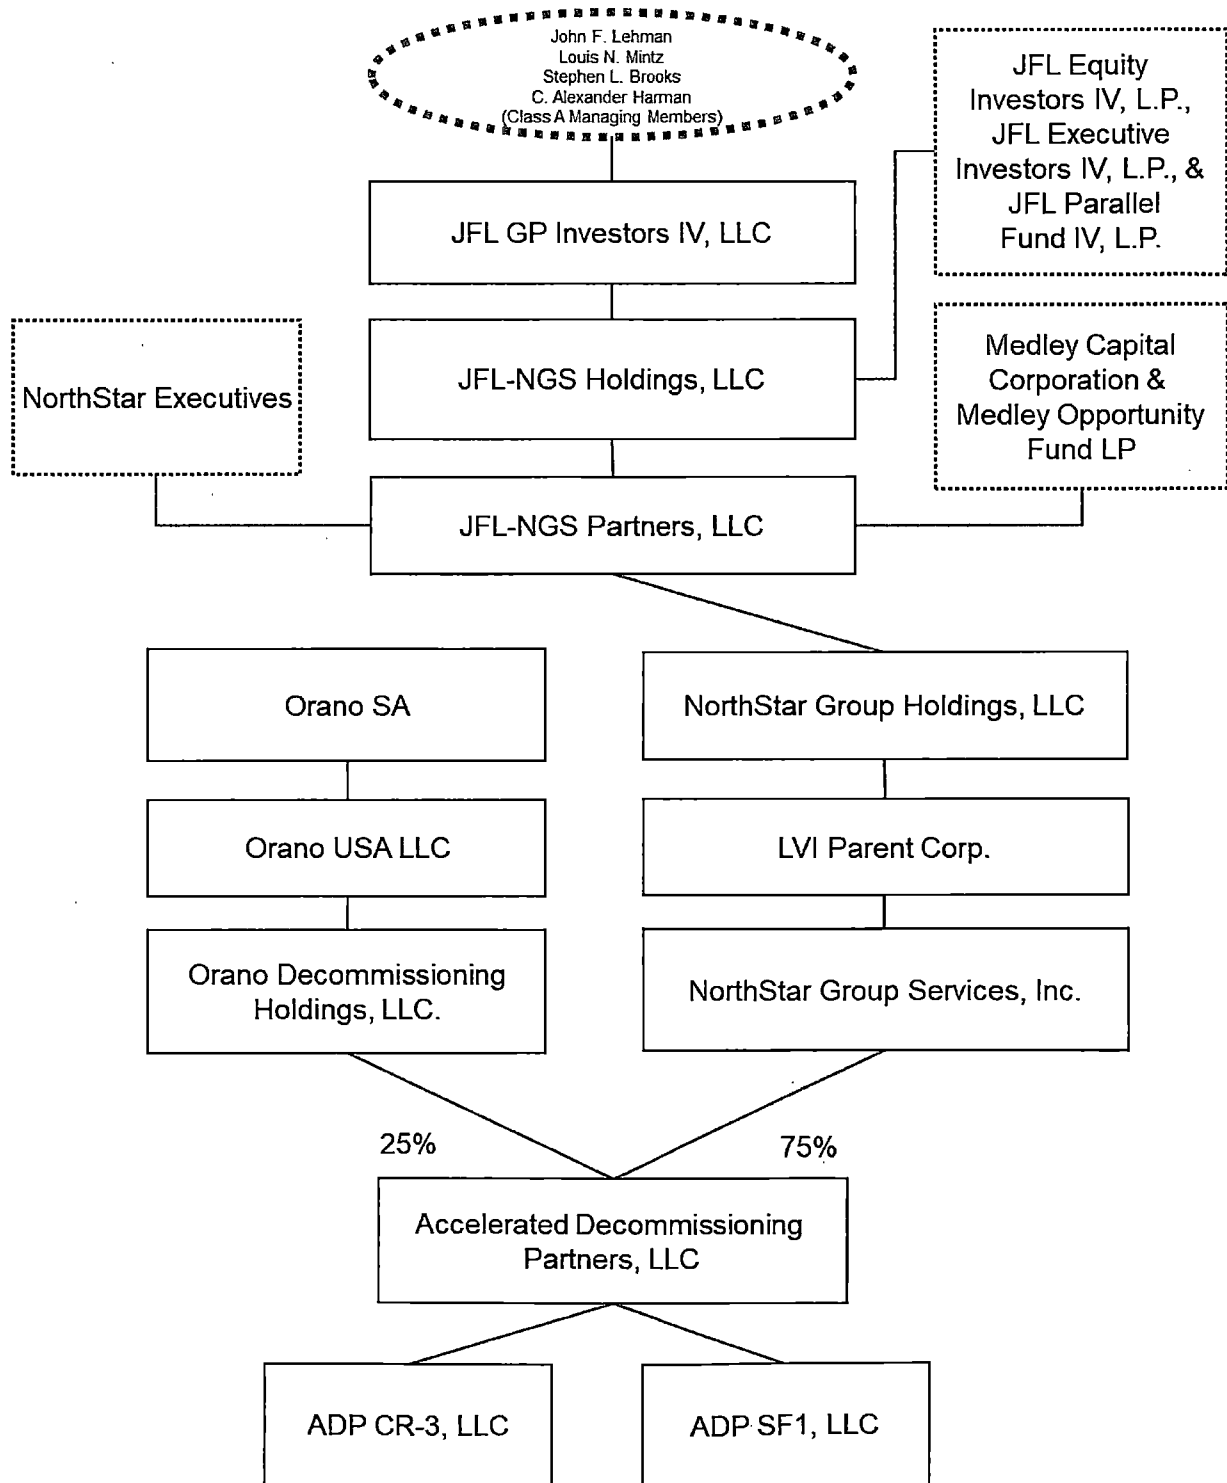 John F. Lehman
Louis N. Mintz
Stephen L. Brooks
C. Alexander Harman
(Class A Managing Members)
JFL Equity
Investors IV, L.P.,
JFL Executive
Investors IV, L.P., &
JFL Parallel
Fund IV, L.P.
JFL GP Investors IV, LLC
JFL-NGS Holdings, LLC
Medley Capital
Corporation &
Medley Opportunity
Fund LP
NorthStar Executives
JFL-NGS Partners, LLC
Orano SA
NorthStar Group Holdings, LLC
Orano USA LLC
LVI Parent Corp.
Orano Decommissioning
Holdings, LLC.
NorthStar Group Services, Inc.
25%
75%
Accelerated Decommissioning
Partners, LLC
ADP CR-3, LLC
ADP SF1, LLC